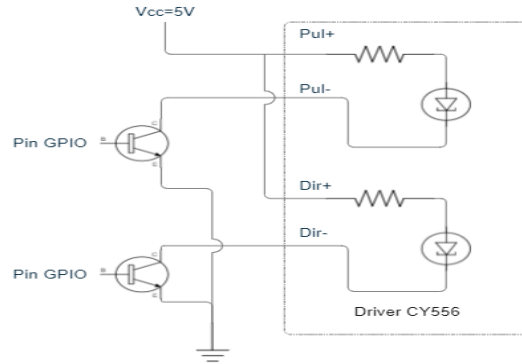 Vcc=5V
Pul+
Pul-
C
Pin GPIO
B
E
Dir+
Dir-
C
Pin GPIO
B
E
Driver CY556